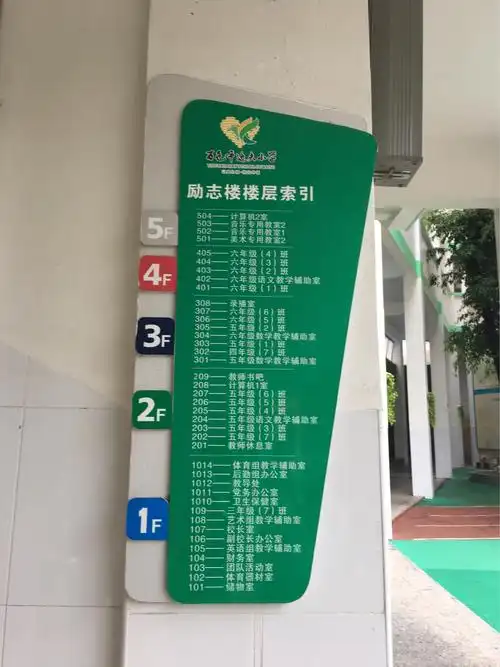 百色市逸夫小学
励志楼楼层索引
5F
504——计算机2室
503——音乐专用教室2
502——音乐专用教室1
501——美术专用教室2
4F
405——六年级（4）班
404——六年级（3）班
403——六年级（2）班
402——六年级语文教学辅助室
401——六年级（1）班
3F
308——录播室
307——六年级（6）班
306——六年级（5）班
305——五年级（2）班
304——六年级数学教学辅助室
303——五年级（1）班
302——四年级（7）班
301——五年级数学教学辅助室
2F
209——教师书吧
208——计算机1室
207——五年级（6）班
206——五年级（5）班
205——五年级（4）班
204——五年级语文教学辅助室
203——五年级（3）班
202——五年级（7）班
201——教师休息室
1F
1014——体育组教学辅助室
1013——后勤组办公室
1012——教导处
1011——党务办公室
1010——卫生保健室
109——三年级（7）班
108——艺术组教学辅助室
107——校长室
106——副校长办公室
105——英语组教学辅助室
104——财务室
103——团队活动室
102——体育器材室
101——储物室